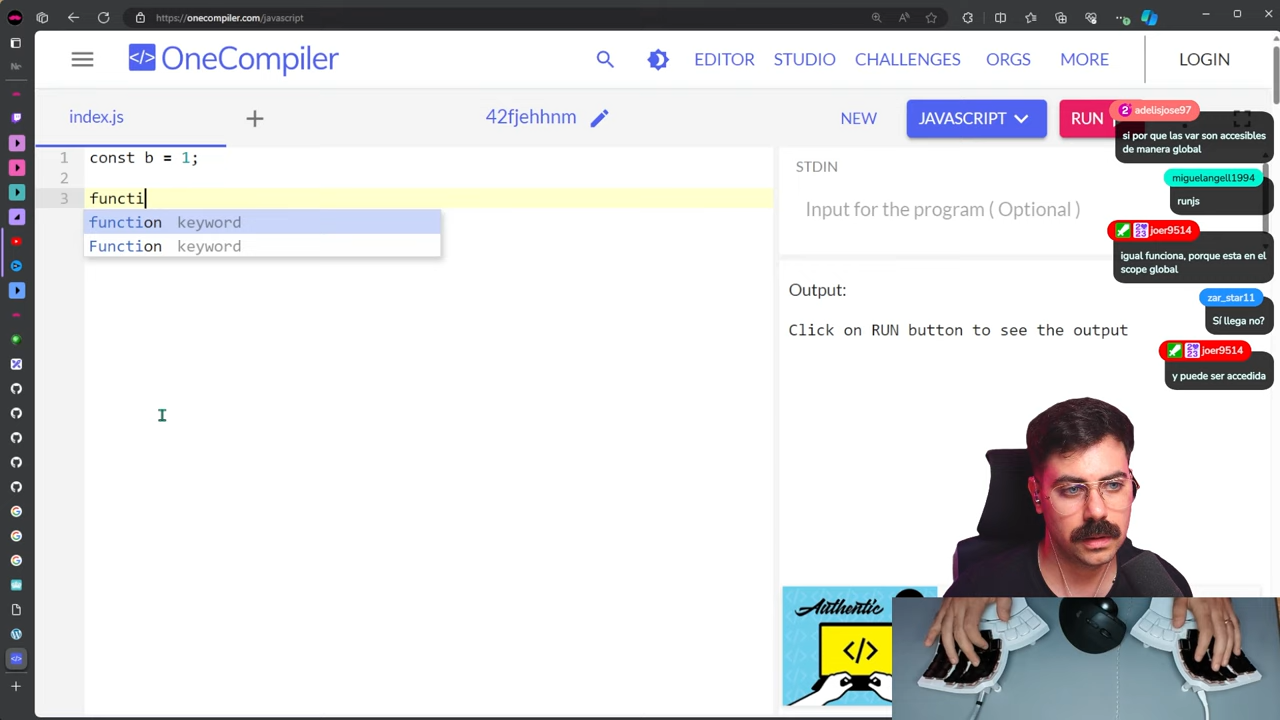 https://onecompiler.com/javascript
OneCompiler
EDITOR
STUDIO
CHALLENGES
ORGS
MORE
LOGIN
index.js
42fjehhnm
NEW
JAVASCRIPT
RUN
1 const b = 1;
2
3 functi
function keyword
Function keyword
STDIN
Input for the program ( Optional )
Output:
Click on RUN button to see the output
adelisjose97
si por que las var son accesibles
de manera global
miguelangell1994
runjs
joer9514
igual funciona, porque esta en el
scope global
zar_star11
Sí llega no?
joer9514
y puede ser accedida
Authentic